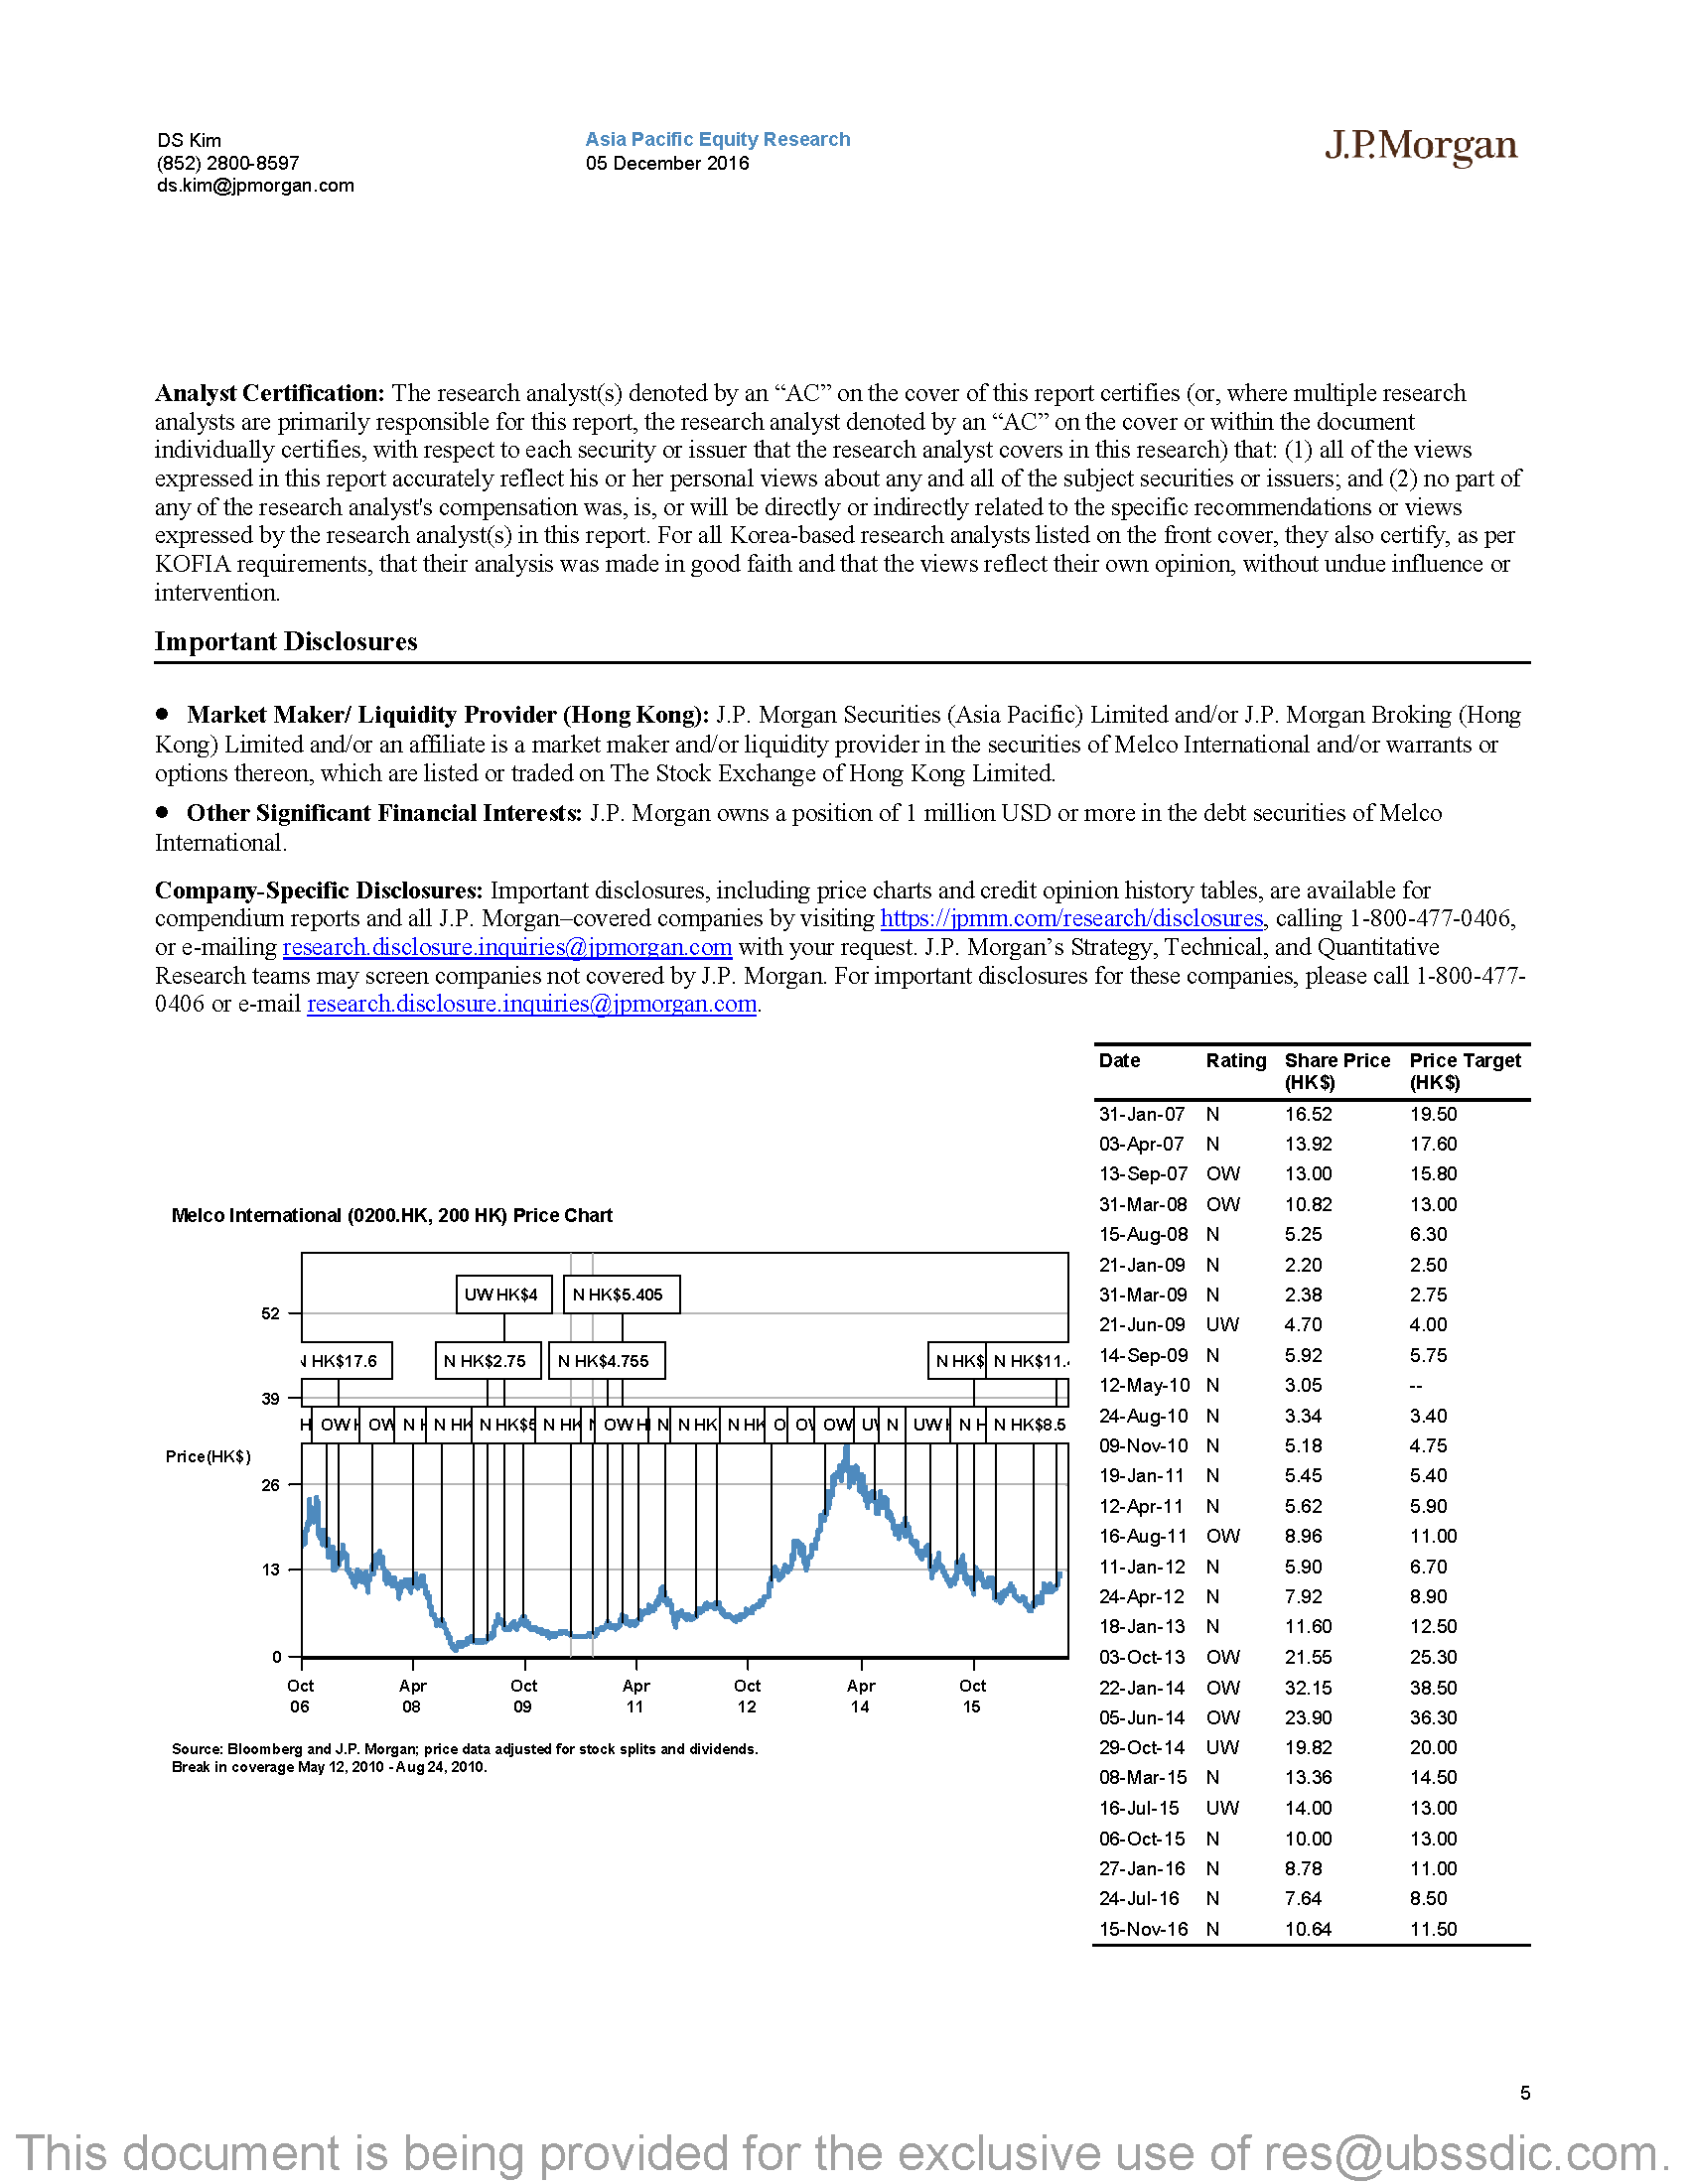 DS Kim
(852) 2800-8597
ds.kim@jpmorgan.com
Asia Pacific Equity Research
05 December 2016
J.P.Morgan
Analyst Certification: The research analyst(s) denoted by an “AC” on the cover of this report certifies (or, where multiple research
analysts are primarily responsible for this report, the research analyst denoted by an “AC” on the cover or within the document
individually certifies, with respect to each security or issuer that the research analyst covers in this research) that: (1) all of the views
expressed in this report accurately reflect his or her personal views about any and all of the subject securities or issuers; and (2) no part of
any of the research analyst's compensation was, is, or will be directly or indirectly related to the specific recommendations or views
expressed by the research analyst(s) in this report. For all Korea-based research analysts listed on the front cover, they also certify, as per
KOFIA requirements, that their analysis was made in good faith and that the views reflect their own opinion, without undue influence or
intervention.
Important Disclosures
● Market Maker/ Liquidity Provider (Hong Kong): J.P. Morgan Securities (Asia Pacific) Limited and/or J.P. Morgan Broking (Hong
Kong) Limited and/or an affiliate is a market maker and/or liquidity provider in the securities of Melco International and/or warrants or
options thereon, which are listed or traded on The Stock Exchange of Hong Kong Limited.
● Other Significant Financial Interests: J.P. Morgan owns a position of 1 million USD or more in the debt securities of Melco
International.
Company-Specific Disclosures: Important disclosures, including price charts and credit opinion history tables, are available for
compendium reports and all J.P. Morgan–covered companies by visiting https://jpmm.com/research/disclosures, calling 1-800-477-0406,
or e-mailing research.disclosure.inquiries@jpmorgan.com with your request. J.P. Morgan’s Strategy, Technical, and Quantitative
Research teams may screen companies not covered by J.P. Morgan. For important disclosures for these companies, please call 1-800-477-
0406 or e-mail research.disclosure.inquiries@jpmorgan.com.
Melco International (0200.HK, 200 HK) Price Chart
UW HK$4 N HK$5.405
52
HK$17.6 N HK$2.75 N HK$4.755 N HK$ N HK$11.
39
OW OW N N HK N HK$5 N HK OW H N N HK N HK O O OW U N UW N H N HK$8.5
Price(HK$)
26
13
0
Oct Apr Oct Apr Oct Apr Oct
06 08 09 11 12 14 15
Source: Bloomberg and J.P. Morgan; price data adjusted for stock splits and dividends.
Break in coverage May 12, 2010 - Aug 24, 2010.
Date Rating Share Price Price Target
(HK$) (HK$)
31-Jan-07 N 16.52 19.50
03-Apr-07 N 13.92 17.60
13-Sep-07 OW 13.00 15.80
31-Mar-08 OW 10.82 13.00
15-Aug-08 N 5.25 6.30
21-Jan-09 N 2.20 2.50
31-Mar-09 N 2.38 2.75
21-Jun-09 UW 4.70 4.00
14-Sep-09 N 5.92 5.75
12-May-10 N 3.05 --
24-Aug-10 N 3.34 3.40
09-Nov-10 N 5.18 4.75
19-Jan-11 N 5.45 5.40
12-Apr-11 N 5.62 5.90
16-Aug-11 OW 8.96 11.00
11-Jan-12 N 5.90 6.70
24-Apr-12 N 7.92 8.90
18-Jan-13 N 11.60 12.50
03-Oct-13 OW 21.55 25.30
22-Jan-14 OW 32.15 38.50
05-Jun-14 OW 23.90 36.30
29-Oct-14 UW 19.82 20.00
08-Mar-15 N 13.36 14.50
16-Jul-15 UW 14.00 13.00
06-Oct-15 N 10.00 13.00
27-Jan-16 N 8.78 11.00
24-Jul-16 N 7.64 8.50
15-Nov-16 N 10.64 11.50
5
This document is being provided for the exclusive use of res@ubssdic.com.